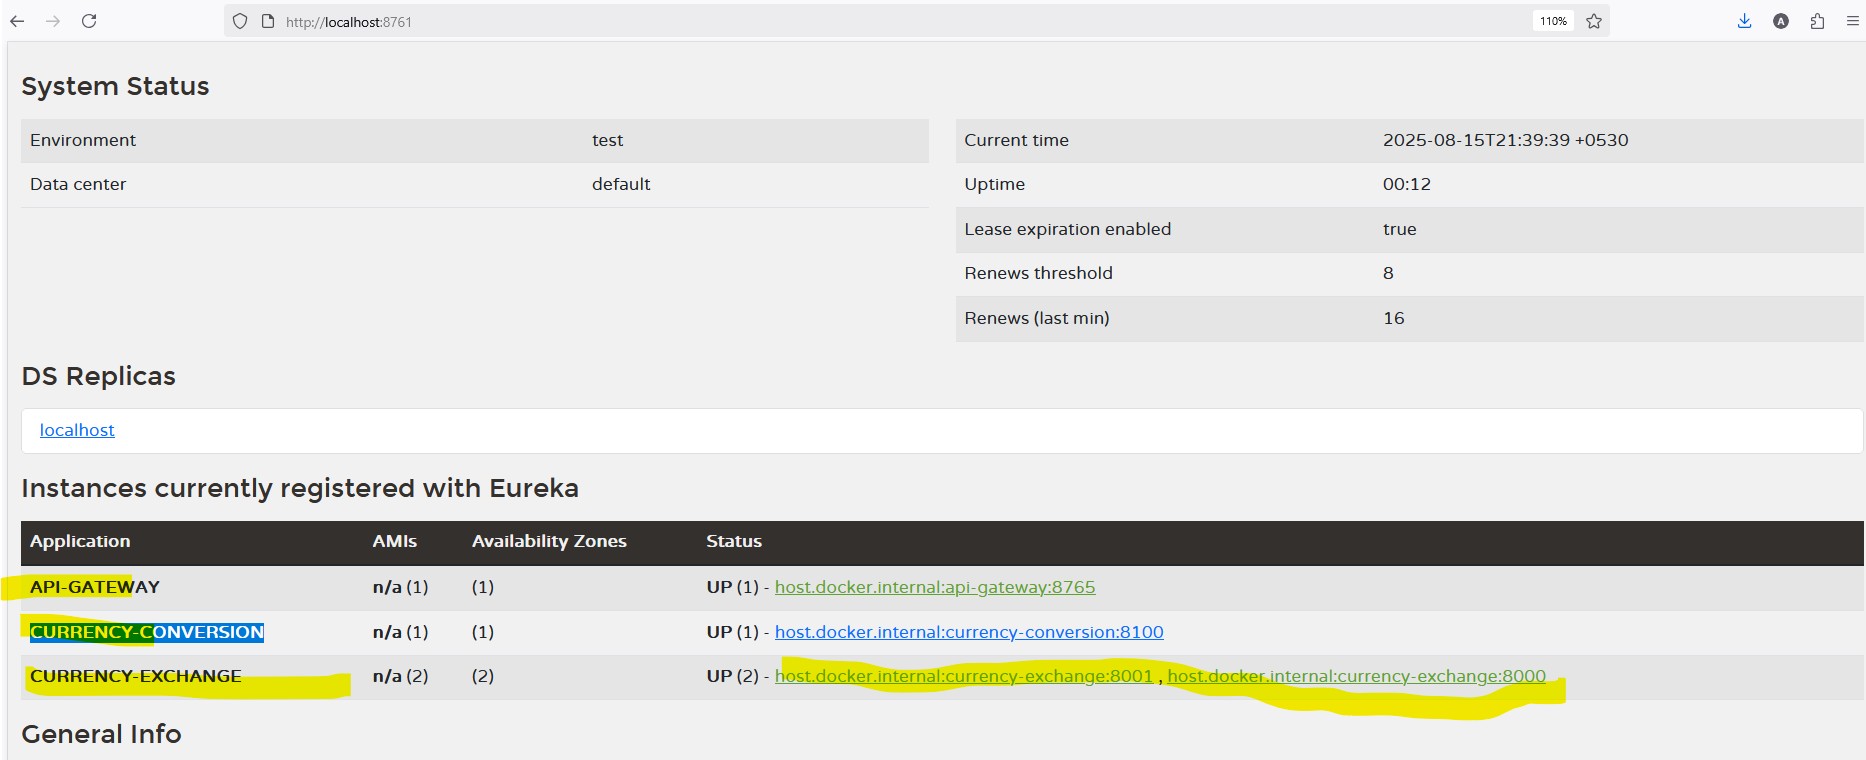 http://localhost:8761 110% A
System Status
Environment test Current time 2025-08-15T21:39:39 +0530
Data center default Uptime 00:12
Lease expiration enabled true
Renews threshold 8
Renews (last min) 16
DS Replicas
localhost
Instances currently registered with Eureka
Application AMIs Availability Zones Status
API-GATEWAY n/a (1) (1) UP (1) - host.docker.internal:api-gateway:8765
CURRENCY-CONVERSION n/a (1) (1) UP (1) - host.docker.internal:currency-conversion:8100
CURRENCY-EXCHANGE n/a (2) (2) UP (2) - host.docker.internal:currency-exchange:8001 , host.docker.internal:currency-exchange:8000
General Info